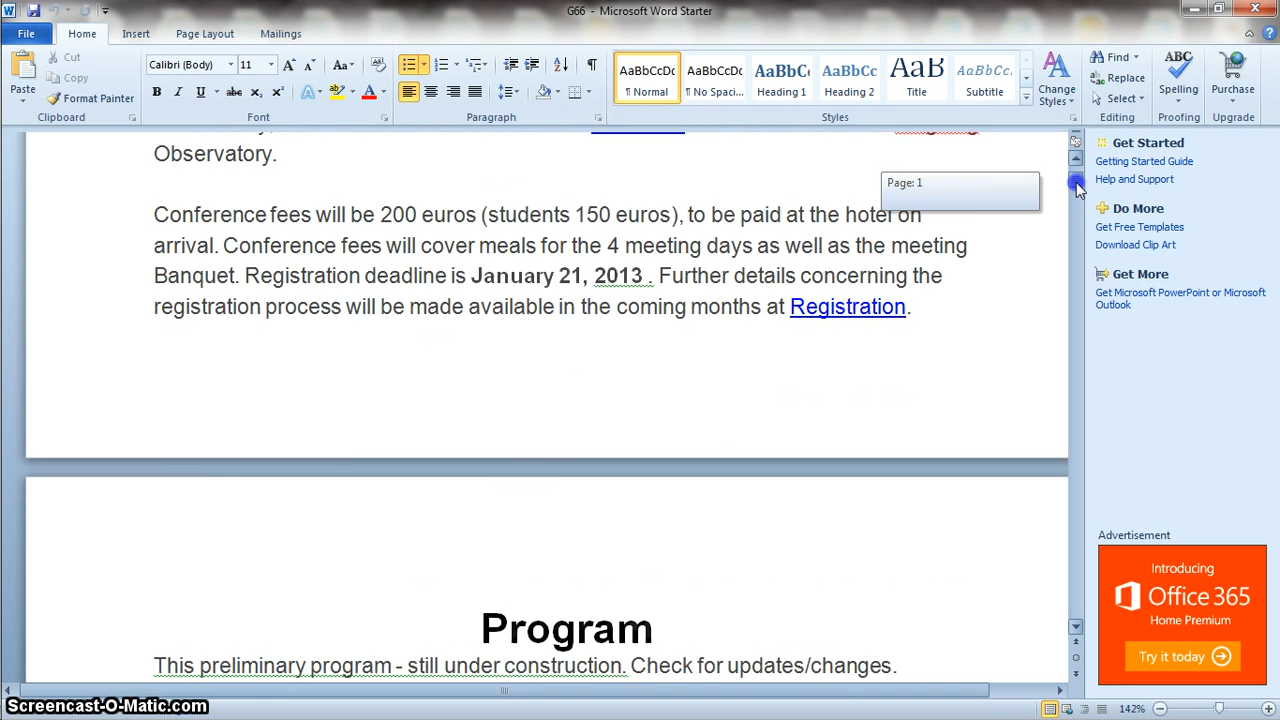 G66 - Microsoft Word Starter
File Home Insert Page Layout Mailings
Paste
Cut
Copy
Format Painter
Clipboard
Calibri (Body) 11
Font
Paragraph
AaBbCcDc AaBbCcDc AaBbCc AaBbCc AaB AaBbCcDc
¶ Normal ¶ No Spaci... Heading 1 Heading 2 Title Subtitle
Change Styles
Styles
Find
Replace
Select
Editing
Spelling
Proofing
Purchase
Upgrade
Observatory.
Page: 1
Conference fees will be 200 euros (students 150 euros), to be paid at the hotel on
arrival. Conference fees will cover meals for the 4 meeting days as well as the meeting
Banquet. Registration deadline is January 21, 2013 . Further details concerning the
registration process will be made available in the coming months at Registration.
Program
This preliminary program - still under construction. Check for updates/changes.
Get Started
Getting Started Guide
Help and Support
Do More
Get Free Templates
Download Clip Art
Get More
Get Microsoft PowerPoint or Microsoft
Outlook
Advertisement
Introducing
Office 365
Home Premium
Try it today
Screencast-O-Matic.com
142%